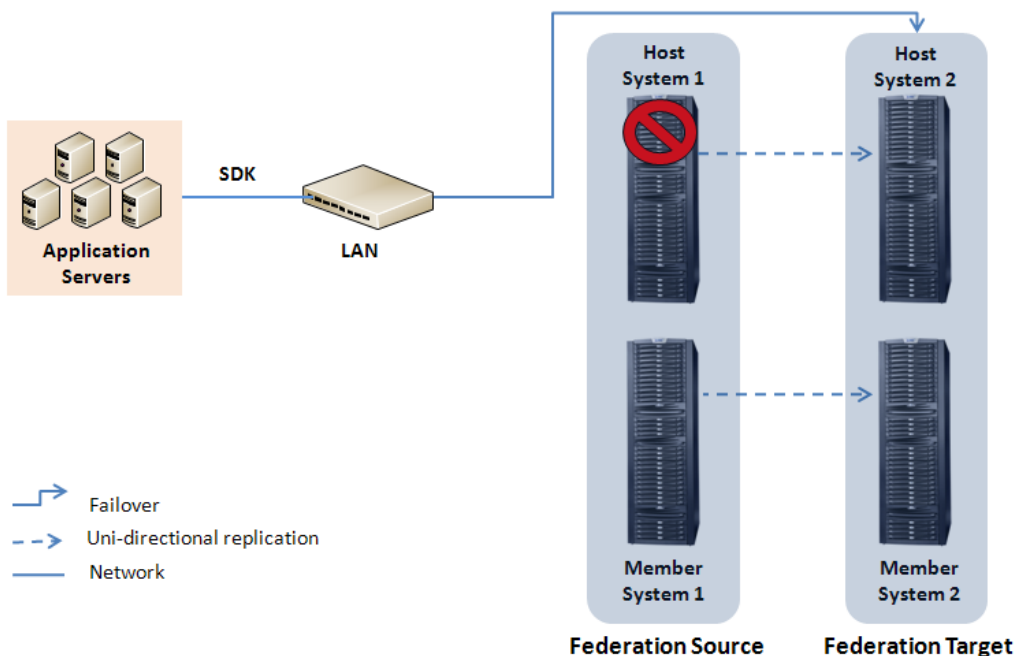 Host
System 1
Host
System 2
SDK
Application
Servers
LAN
Failover
Uni-directional replication
Network
Member
System 1
Member
System 2
Federation Source
Federation Target